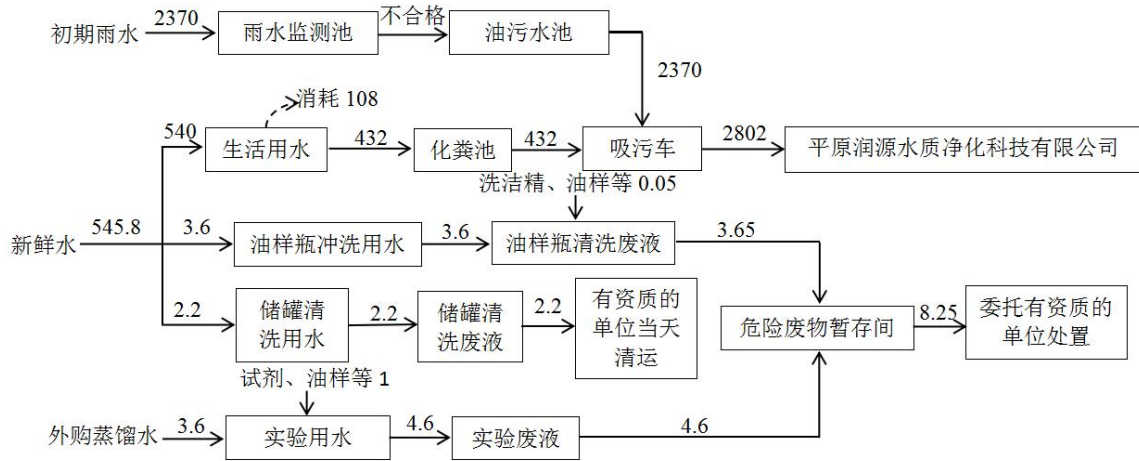 初期雨水
2370
雨水监测池
不合格
油污水池
2370
消耗 108
540
生活用水
432
化粪池
432
吸污车
2802
平原润源水质净化科技有限公司
洗洁精、油样等 0.05
新鲜水
545.8
3.6
油样瓶冲洗用水
3.6
油样瓶清洗废液
3.65
2.2
储罐清
洗用水
2.2
储罐清
洗废液
2.2
有资质的
单位当天
清运
危险废物暂存间
8.25
委托有资质的
单位处置
试剂、油样等 1
外购蒸馏水
3.6
实验用水
4.6
实验废液
4.6